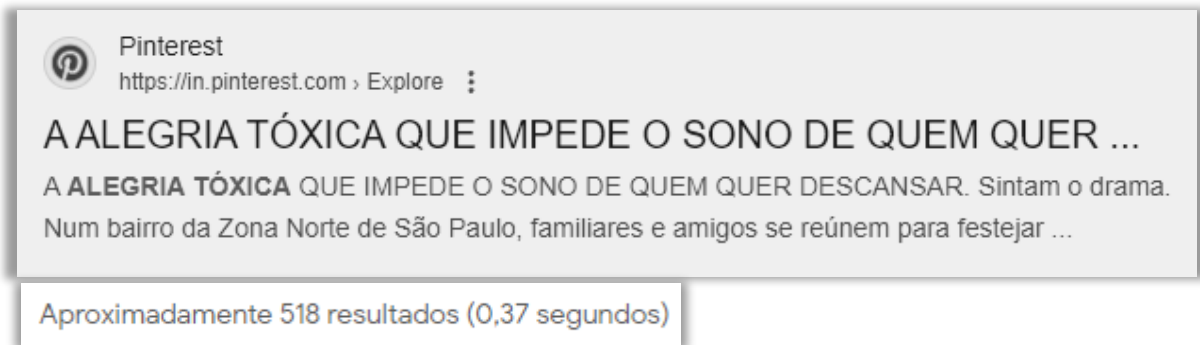 Pinterest
https://in.pinterest.com › Explore
A ALEGRIA TÓXICA QUE IMPEDE O SONO DE QUEM QUER ...
A ALEGRIA TÓXICA QUE IMPEDE O SONO DE QUEM QUER DESCANSAR. Sintam o drama.
Num bairro da Zona Norte de São Paulo, familiares e amigos se reúnem para festejar ...
Aproximadamente 518 resultados (0,37 segundos)